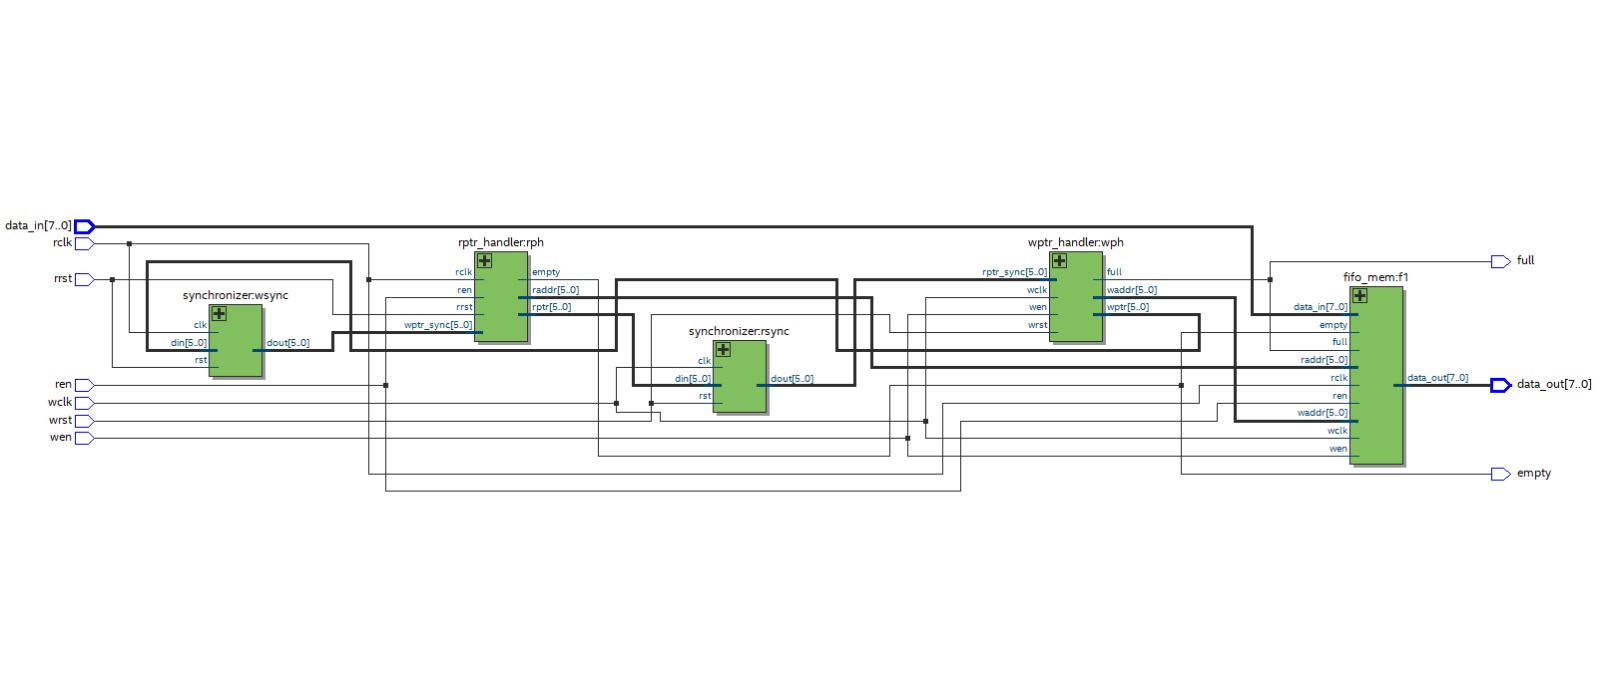 data_in[7..0]
rclk
rrst
ren
wclk
wrst
wen
synchronizer:wsync
clk
din[5..0]
rst
dout[5..0]
rptr_handler:rph
rclk
ren
rrst
wptr_sync[5..0]
empty
raddr[5..0]
rptr[5..0]
synchronizer:rsync
clk
din[5..0]
rst
dout[5..0]
wptr_handler:wph
rptr_sync[5..0]
wclk
wen
wrst
full
waddr[5..0]
wptr[5..0]
fifo_mem:f1
data_in[7..0]
empty
full
raddr[5..0]
rclk
ren
waddr[5..0]
wclk
wen
data_out[7..0]
full
data_out[7..0]
empty